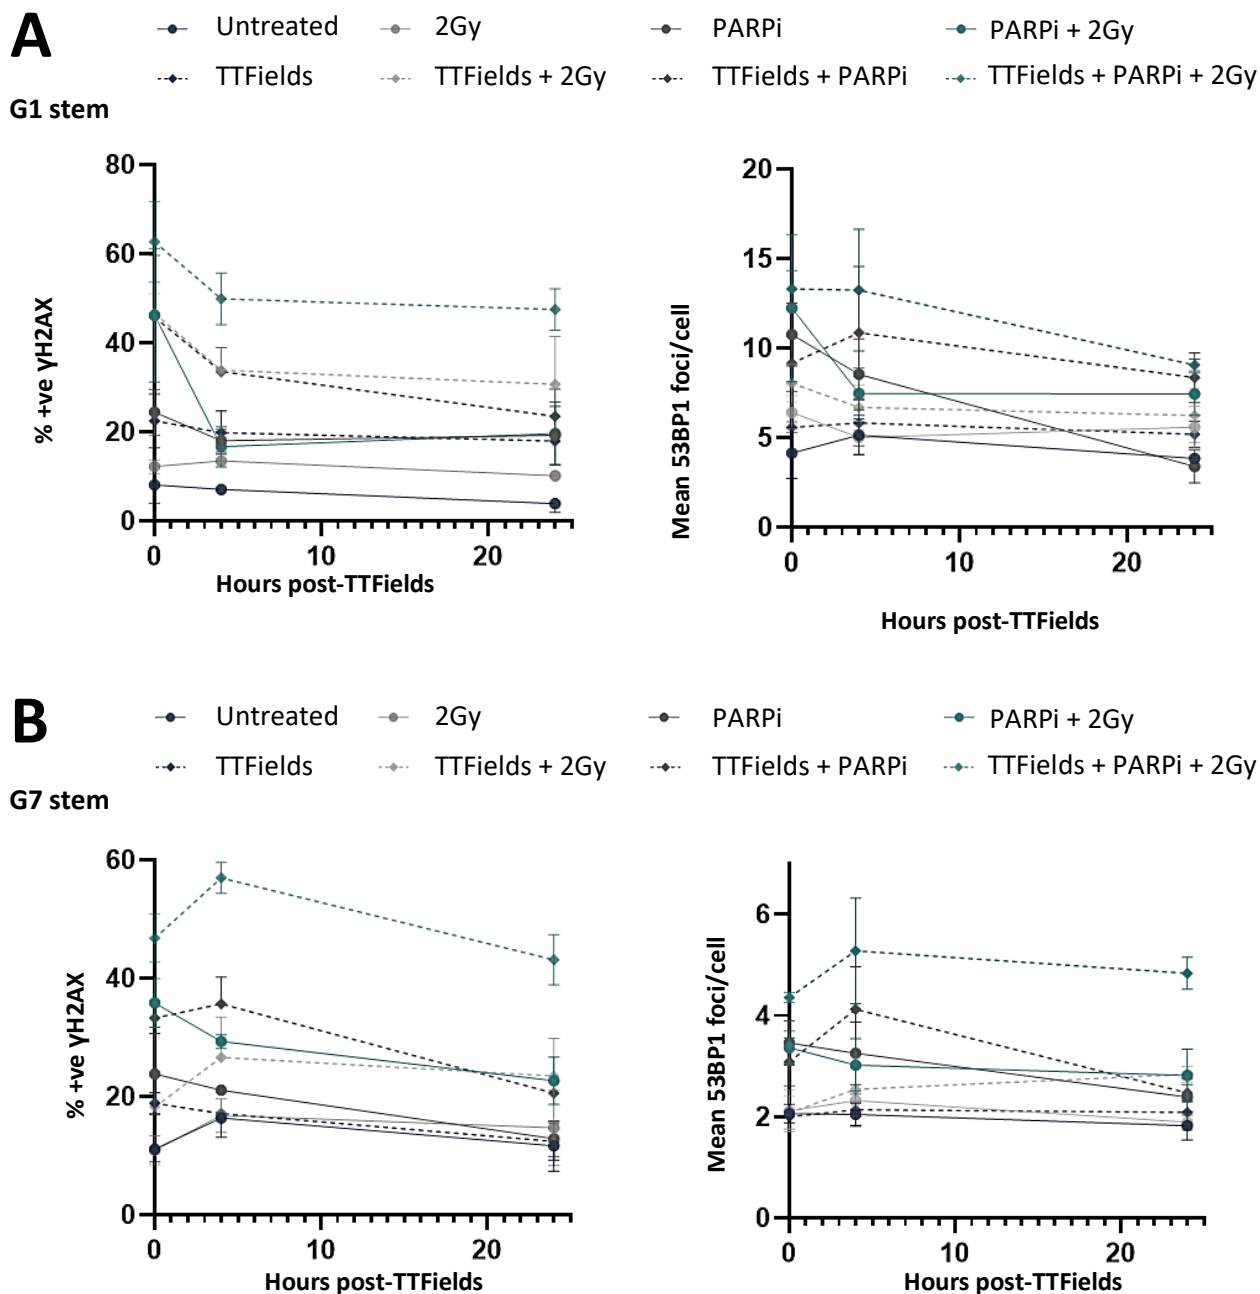 A
Untreated 2Gy PARPi PARPi + 2Gy
TTFields TTFields + 2Gy TTFields + PARPi TTFields + PARPi + 2Gy
G1 stem
% +ve γH2AX
80
60
40
20
0
0 10 20
Hours post-TTFields
Mean 53BP1 foci/cell
20
15
10
5
0
0 10 20
Hours post-TTFields
B
Untreated 2Gy PARPi PARPi + 2Gy
TTFields TTFields + 2Gy TTFields + PARPi TTFields + PARPi + 2Gy
G7 stem
% +ve γH2AX
60
40
20
0
0 10 20
Hours post-TTFields
Mean 53BP1 foci/cell
6
4
2
0
0 10 20
Hours post-TTFields